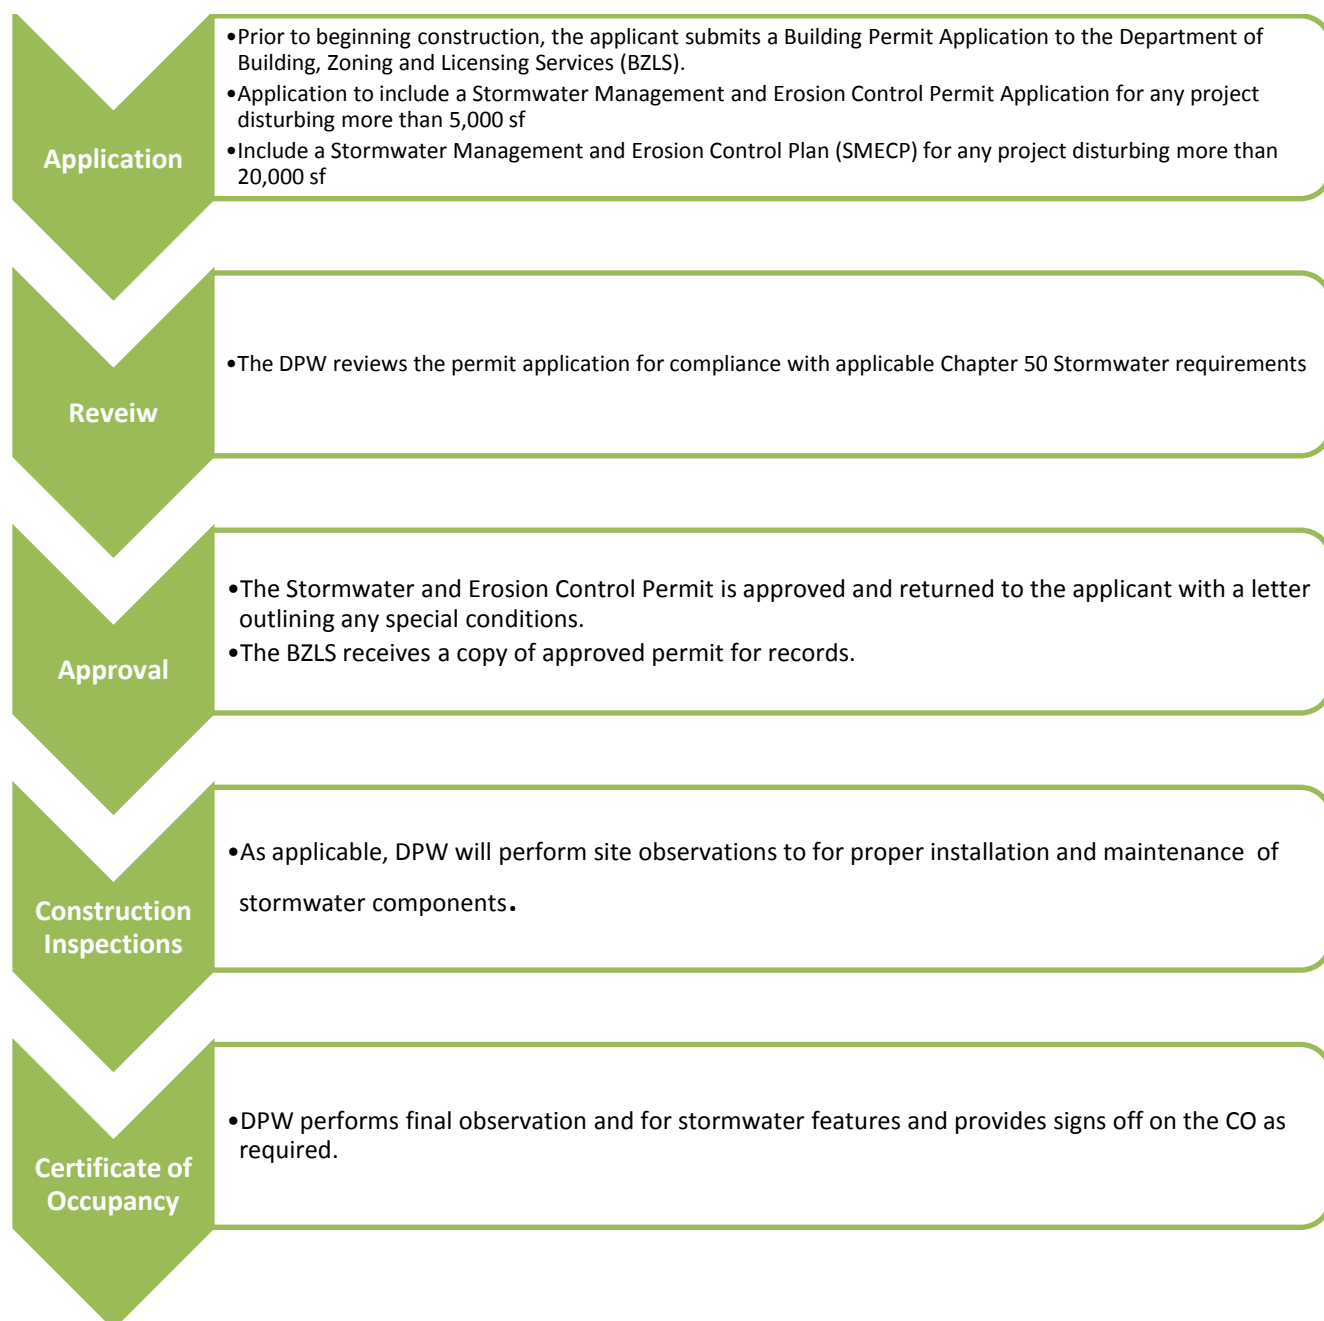 •Prior to beginning construction, the applicant submits a Building Permit Application to the Department of
Building, Zoning and Licensing Services (BZLS).
•Application to include a Stormwater Management and Erosion Control Permit Application for any project
disturbing more than 5,000 sf
•Include a Stormwater Management and Erosion Control Plan (SMECP) for any project disturbing more than
20,000 sf
Application
•The DPW reviews the permit application for compliance with applicable Chapter 50 Stormwater requirements
Reveiw
•The Stormwater and Erosion Control Permit is approved and returned to the applicant with a letter
outlining any special conditions.
•The BZLS receives a copy of approved permit for records.
Approval
•As applicable, DPW will perform site observations to for proper installation and maintenance of
stormwater components.
Construction
Inspections
•DPW performs final observation and for stormwater features and provides signs off on the CO as
required.
Certificate of
Occupancy